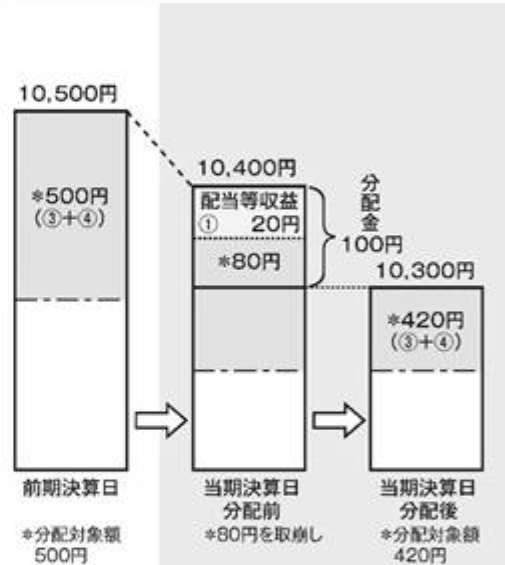 10,500円
*500円
(③+④)
前期決算日
*分配対象額
500円
10,400円
配当等収益
① 20円
*80円
分配金
100円
当期決算日
分配前
*80円を取崩し
10,300円
*420円
(③+④)
当期決算日
分配後
*分配対象額
420円